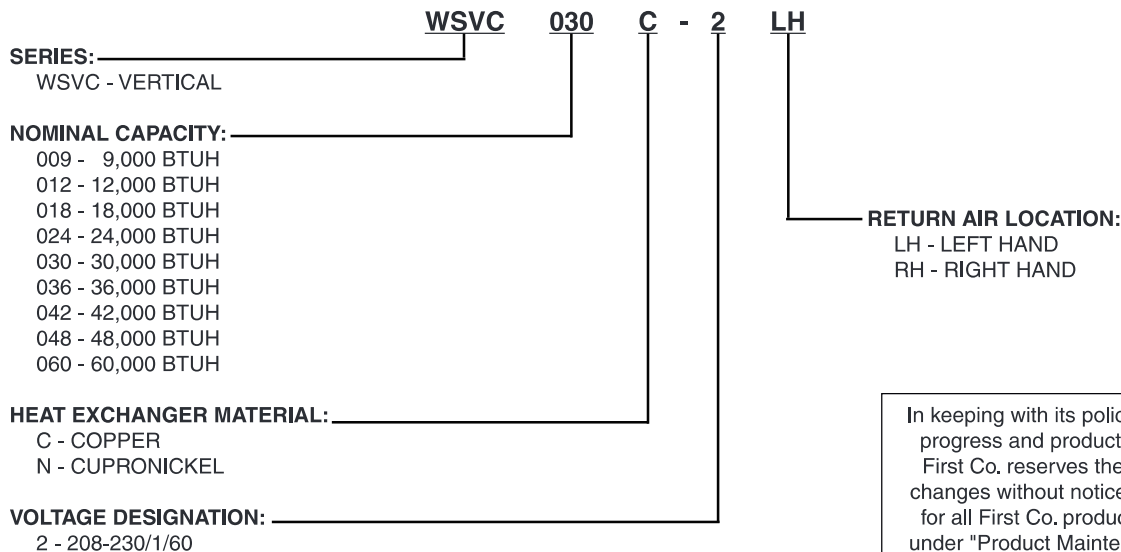 WSVC 030 C - 2 LH
SERIES:
WSVC - VERTICAL
NOMINAL CAPACITY:
009 - 9,000 BTUH
012 - 12,000 BTUH
018 - 18,000 BTUH
024 - 24,000 BTUH
030 - 30,000 BTUH
036 - 36,000 BTUH
042 - 42,000 BTUH
048 - 48,000 BTUH
060 - 60,000 BTUH
HEAT EXCHANGER MATERIAL:
C - COPPER
N - CUPRONICKEL
VOLTAGE DESIGNATION:
2 - 208-230/1/60
RETURN AIR LOCATION:
LH - LEFT HAND
RH - RIGHT HAND
In keeping with its
progress and product
First Co. reserves the
changes without notice
for all First Co.
under "Product